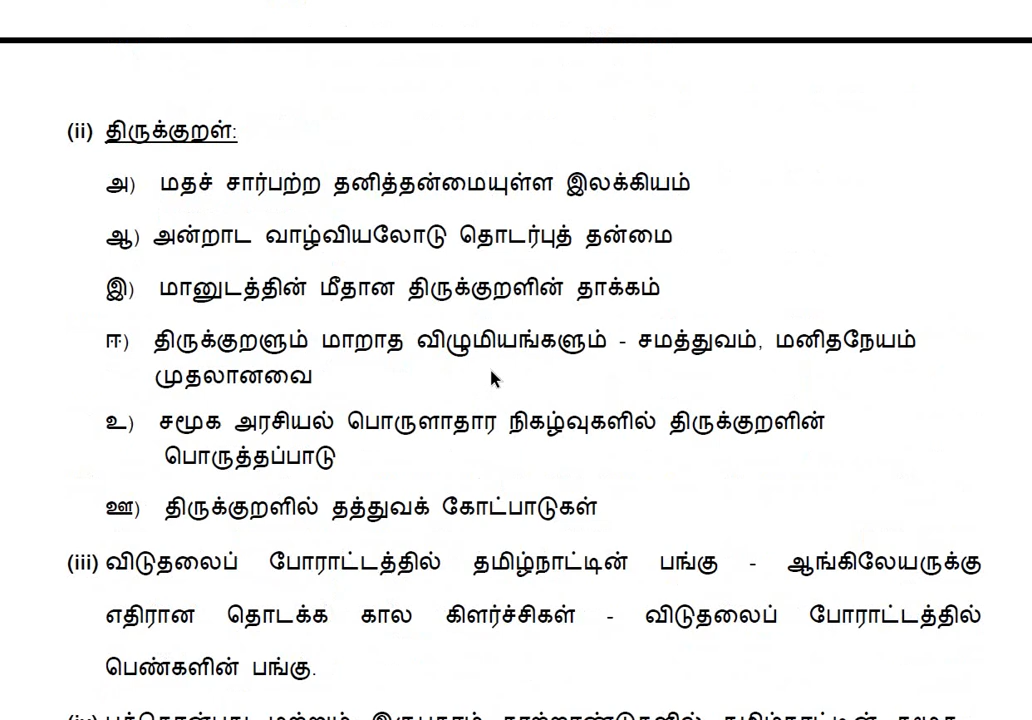 (ii) திருக்குறள்:
அ) மதச் சார்பற்ற தனித்தன்மையுள்ள இலக்கியம்
ஆ) அன்றாட வாழ்வியலோடு தொடர்புத் தன்மை
இ) மானுடத்தின் மீதான திருக்குறளின் தாக்கம்
ஈ) திருக்குறளும் மாறாத விழுமியங்களும் - சமத்துவம், மனிதநேயம்
முதலானவை
உ) சமூக அரசியல் பொருளாதார நிகழ்வுகளில் திருக்குறளின்
பொருத்தப்பாடு
ஊ) திருக்குறளில் தத்துவக் கோட்பாடுகள்
(iii) விடுதலைப் போராட்டத்தில் தமிழ்நாட்டின் பங்கு - ஆங்கிலேயருக்கு
எதிரான தொடக்க கால கிளர்ச்சிகள் - விடுதலைப் போராட்டத்தில்
பெண்களின் பங்கு.